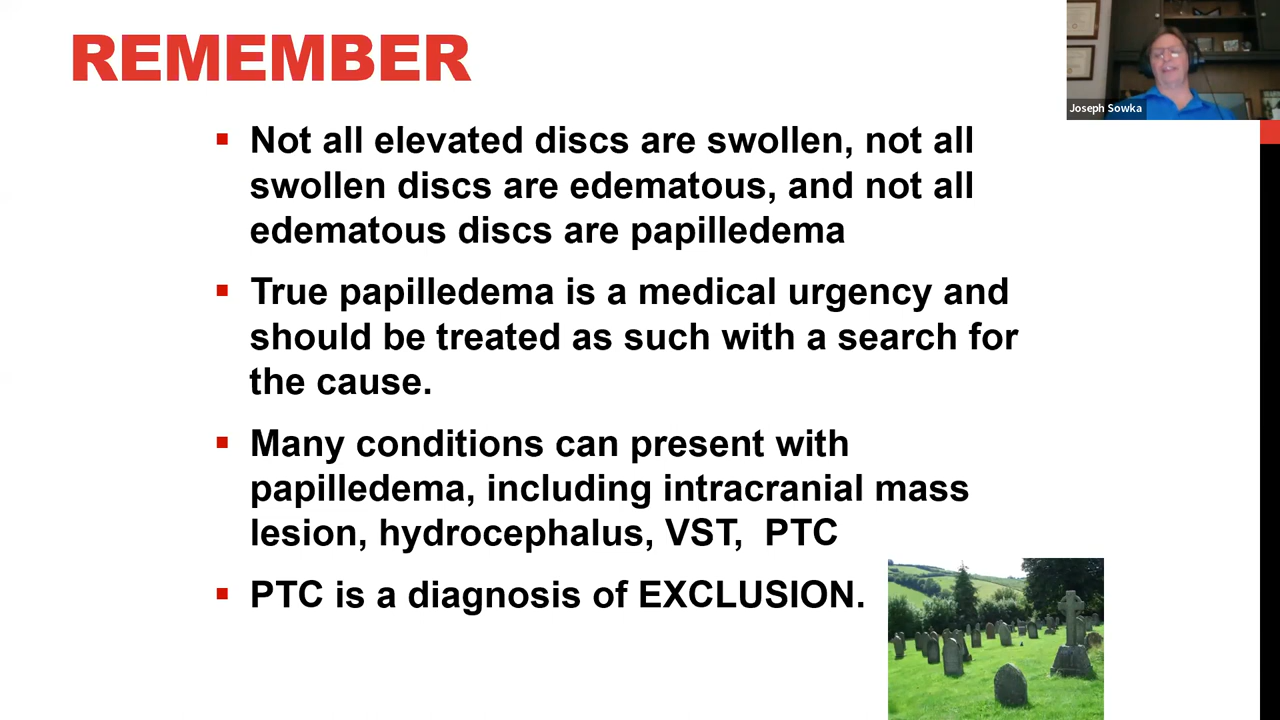 REMEMBER
Joseph Sowka
▪ Not all elevated discs are swollen, not all
swollen discs are edematous, and not all
edematous discs are papilledema
▪ True papilledema is a medical urgency and
should be treated as such with a search for
the cause.
▪ Many conditions can present with
papilledema, including intracranial mass
lesion, hydrocephalus, VST,  PTC
▪ PTC is a diagnosis of EXCLUSION.